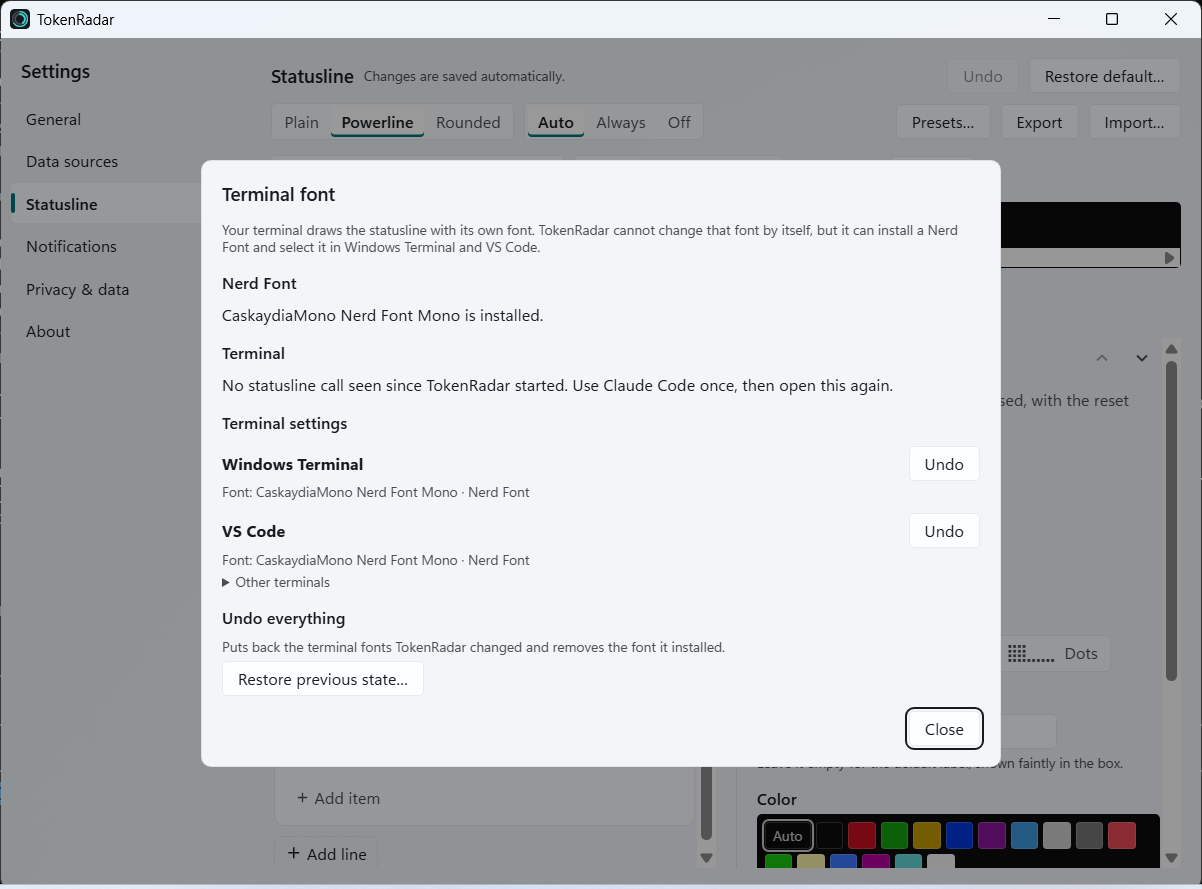 TokenRadar
Settings
General
Data sources
Statusline
Notifications
Privacy & data
About
Statusline Changes are saved automatically.
Undo
Restore default...
Plain Powerline Rounded
Auto Always Off
Presets...
Export
Import...
Terminal font
Your terminal draws the statusline with its own font. TokenRadar cannot change that font by itself, but it can install a Nerd
Font and select it in Windows Terminal and VS Code.
Nerd Font
CaskaydiaMono Nerd Font Mono is installed.
Terminal
No statusline call seen since TokenRadar started. Use Claude Code once, then open this again.
Terminal settings
Windows Terminal
Undo
Font: CaskaydiaMono Nerd Font Mono · Nerd Font
VS Code
Undo
Font: CaskaydiaMono Nerd Font Mono · Nerd Font
Other terminals
Undo everything
Puts back the terminal fonts TokenRadar changed and removes the font it installed.
Restore previous state...
Close
with the reset
Dots
faintly in the box.
+ Add item
+ Add line
Color
Auto